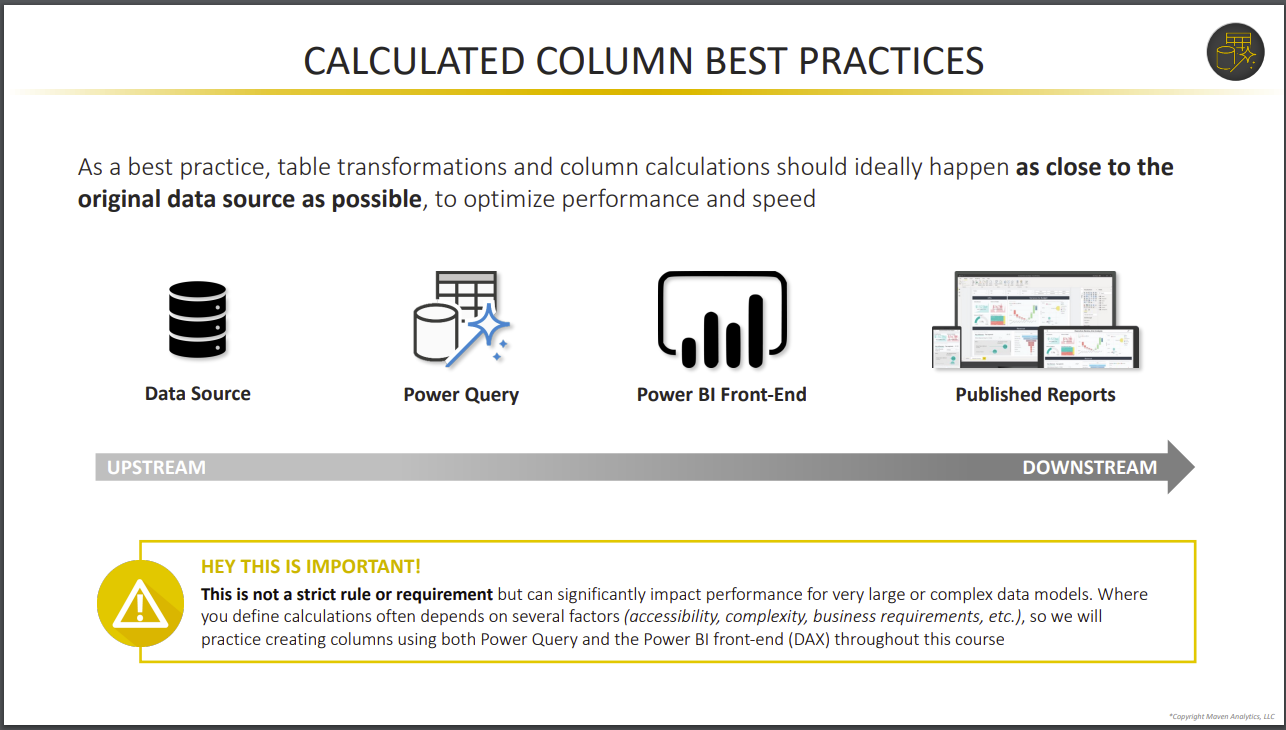 CALCULATED COLUMN BEST PRACTICES
As a best practice, table transformations and column calculations should ideally happen as close to the
original data source as possible, to optimize performance and speed
Data Source
Power Query
Power BI Front-End
Published Reports
UPSTREAM
DOWNSTREAM
HEY THIS IS IMPORTANT!
This is not a strict rule or requirement but can significantly impact performance for very large or complex data models. Where
you define calculations often depends on several factors (accessibility, complexity, business requirements, etc.), so we will
practice creating columns using both Power Query and the Power BI front-end (DAX) throughout this course
*Copyright Maven Analytics, LLC